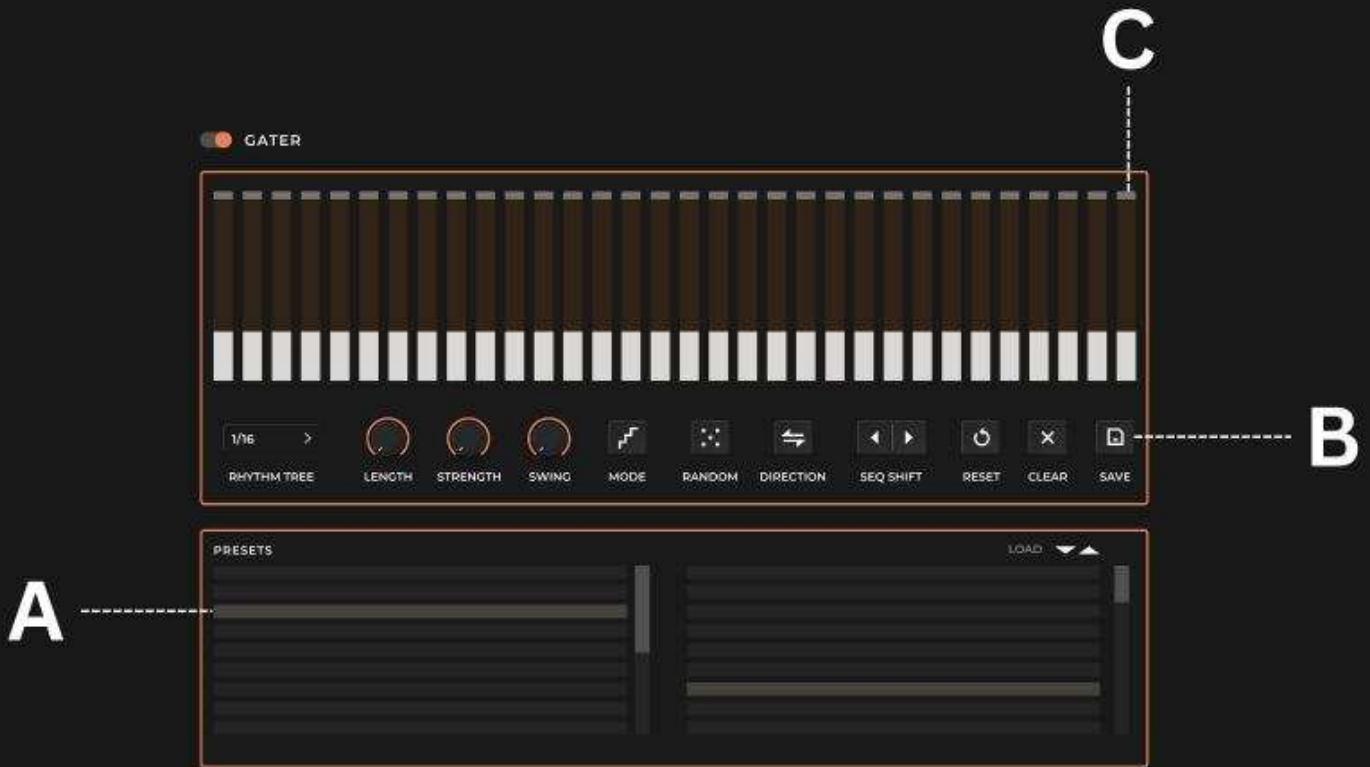 C
GATER
1/16 >
B
RHYTHM TREE LENGTH STRENGTH SWING MODE RANDOM DIRECTION SEQ SHIFT RESET CLEAR SAVE
PRESETS LOAD
A